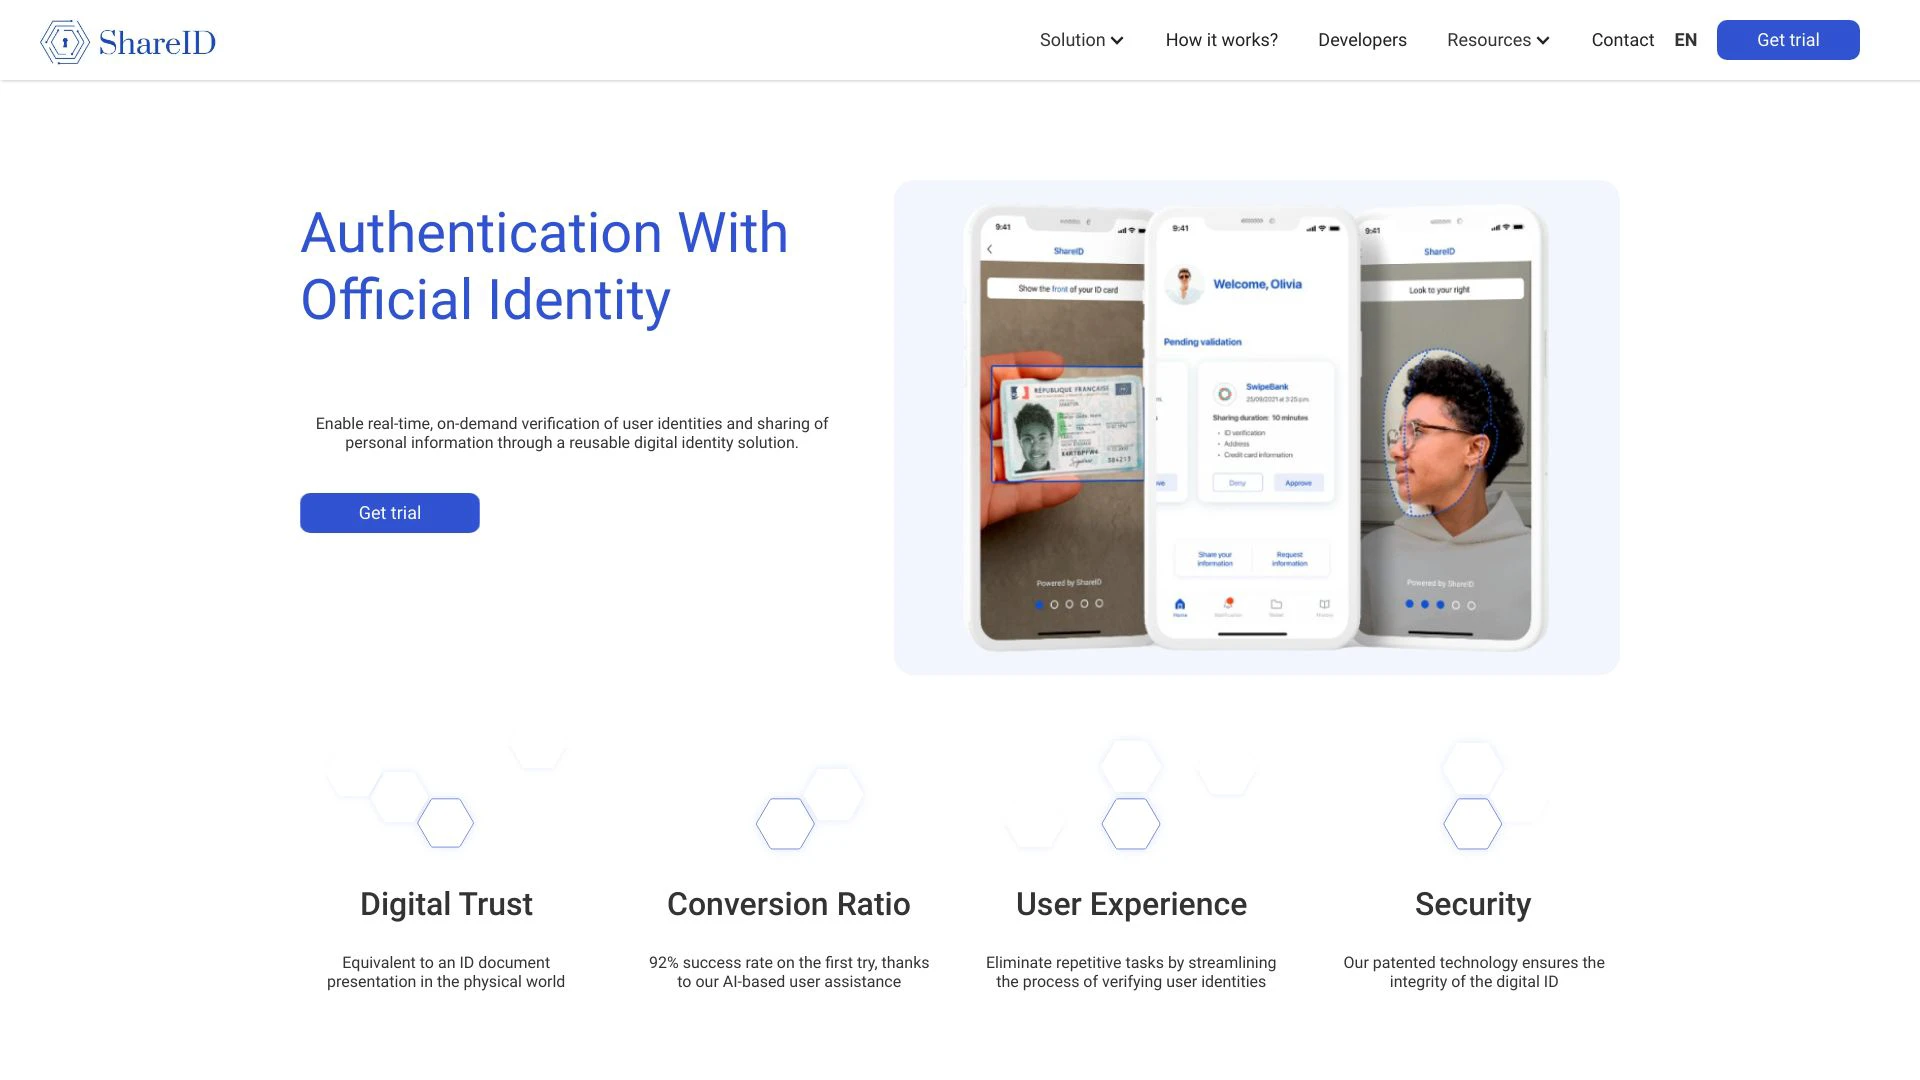 ShareID
Solution
How it works?
Developers
Resources
Contact
EN
Get trial
Authentication With
Official Identity
Enable real-time, on-demand verification of user identities and sharing of
personal information through a reusable digital identity solution.
Get trial
9:41
ShareID
Show the front of your ID card
RÉPUBLIQUE FRANÇAISE
Powered by ShareID
9:41
Welcome, Olivia
Pending validation
SwipeBank
25/09/2021 at 3:25 p.m.
Sharing duration: 10 minutes
• ID verification
• Address
• Credit card information
Deny
Approve
Share your
information
Request
information
Home
9:41
ShareID
Look to your right
Powered by ShareID
Digital Trust
Equivalent to an ID document
presentation in the physical world
Conversion Ratio
92% success rate on the first try, thanks
to our AI-based user assistance
User Experience
Eliminate repetitive tasks by streamlining
the process of verifying user identities
Security
Our patented technology ensures the
integrity of the digital ID